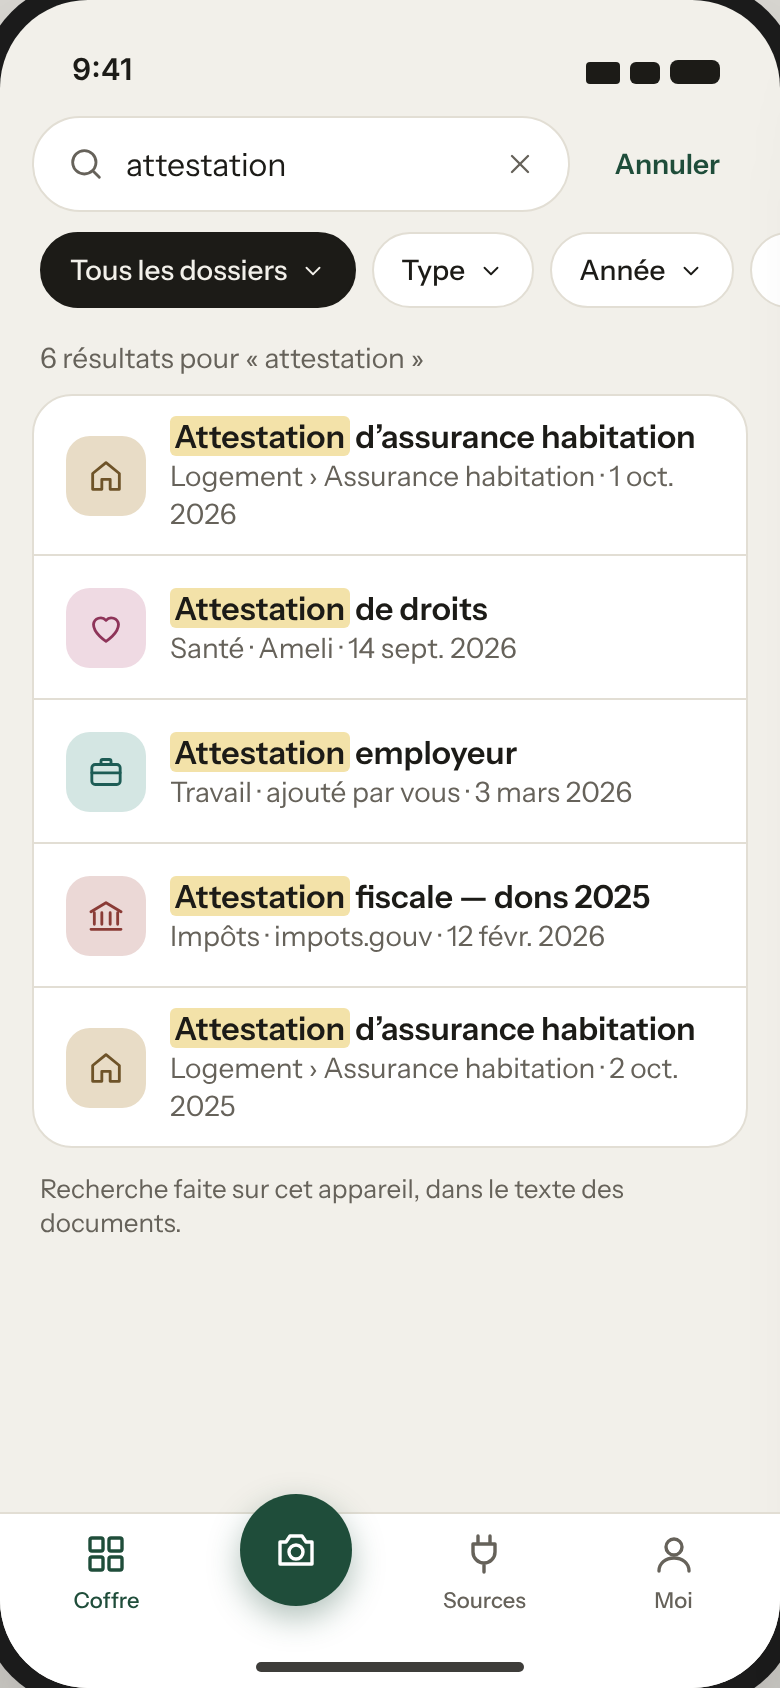 9:41
attestation
Annuler
Tous les dossiers
Type
Année
6 résultats pour « attestation »
Attestation d’assurance habitation
Logement › Assurance habitation · 1 oct.
2026
Attestation de droits
Santé · Ameli · 14 sept. 2026
Attestation employeur
Travail · ajouté par vous · 3 mars 2026
Attestation fiscale — dons 2025
Impôts · impots.gouv · 12 févr. 2026
Attestation d’assurance habitation
Logement › Assurance habitation · 2 oct.
2025
Recherche faite sur cet appareil, dans le texte des
documents.
Coffre
Sources
Moi